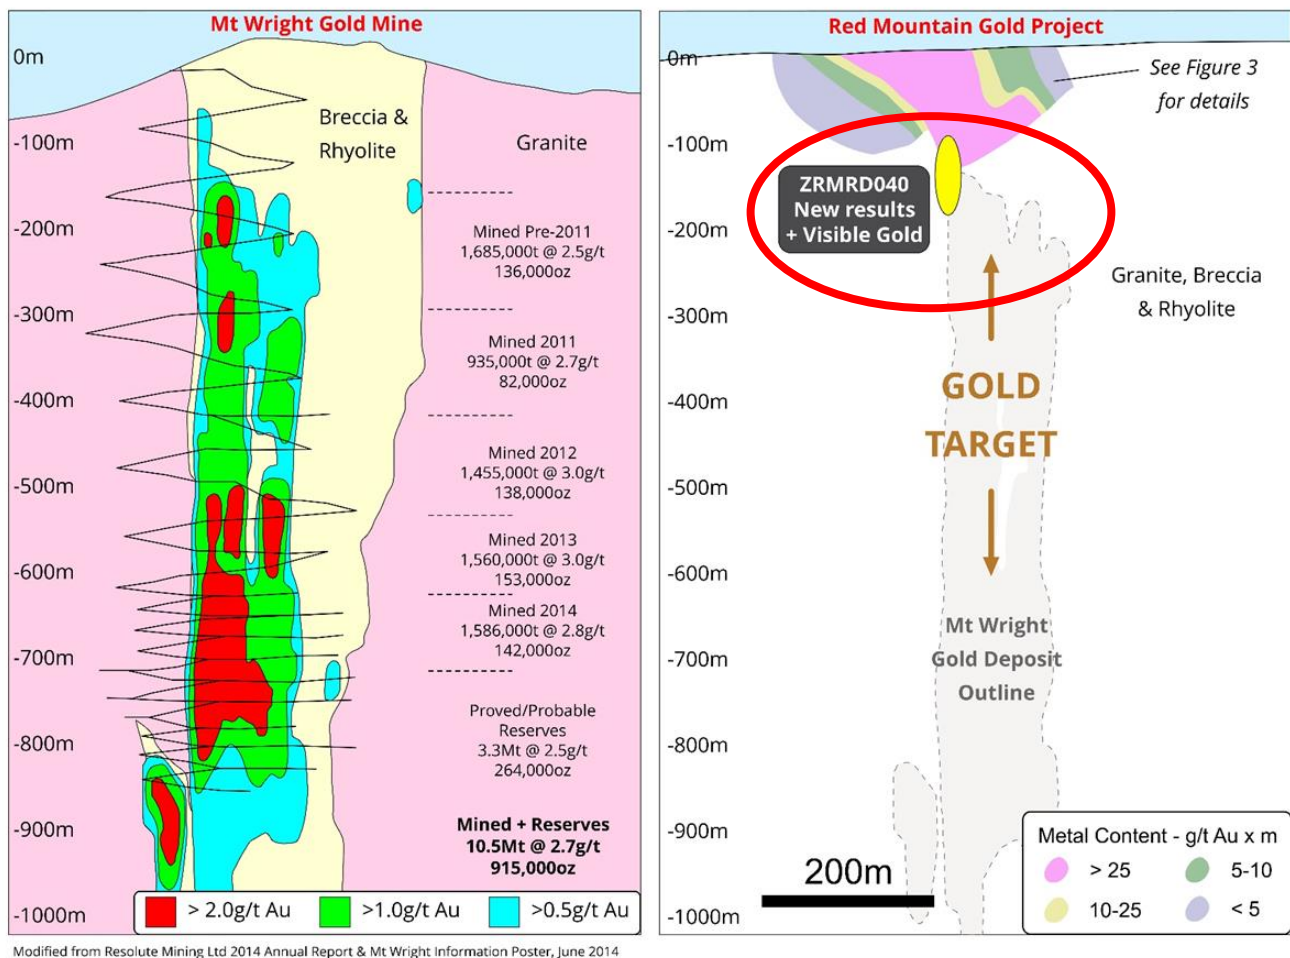 Mt Wright Gold Mine
0m
-100m
-200m
-300m
-400m
-500m
-600m
-700m
-800m
-900m
-1000m
Breccia &
Rhyolite
Granite
Mined Pre-2011
1,685,000t @ 2.5g/t
136,000oz
Mined 2011
935,000t @ 2.7g/t
82,000oz
Mined 2012
1,455,000t @ 3.0g/t
138,000oz
Mined 2013
1,560,000t @ 3.0g/t
153,000oz
Mined 2014
1,586,000t @ 2.8g/t
142,000oz
Proved/Probable
Reserves
3.3Mt @ 2.5g/t
264,000oz
Mined + Reserves
10.5Mt @ 2.7g/t
915,000oz
> 2.0g/t Au
>1.0g/t Au
>0.5g/t Au
Modified from Resolute Mining Ltd 2014 Annual Report & Mt Wright Information Poster, June 2014
Red Mountain Gold Project
0m
-100m
-200m
-300m
-400m
-500m
-600m
-700m
-800m
-900m
-1000m
See Figure 3
for details
ZRMRD040
New results
+ Visible Gold
Granite, Breccia
& Rhyolite
GOLD
TARGET
Mt Wright
Gold Deposit
Outline
200m
Metal Content - g/t Au x m
> 25
5-10
10-25
< 5